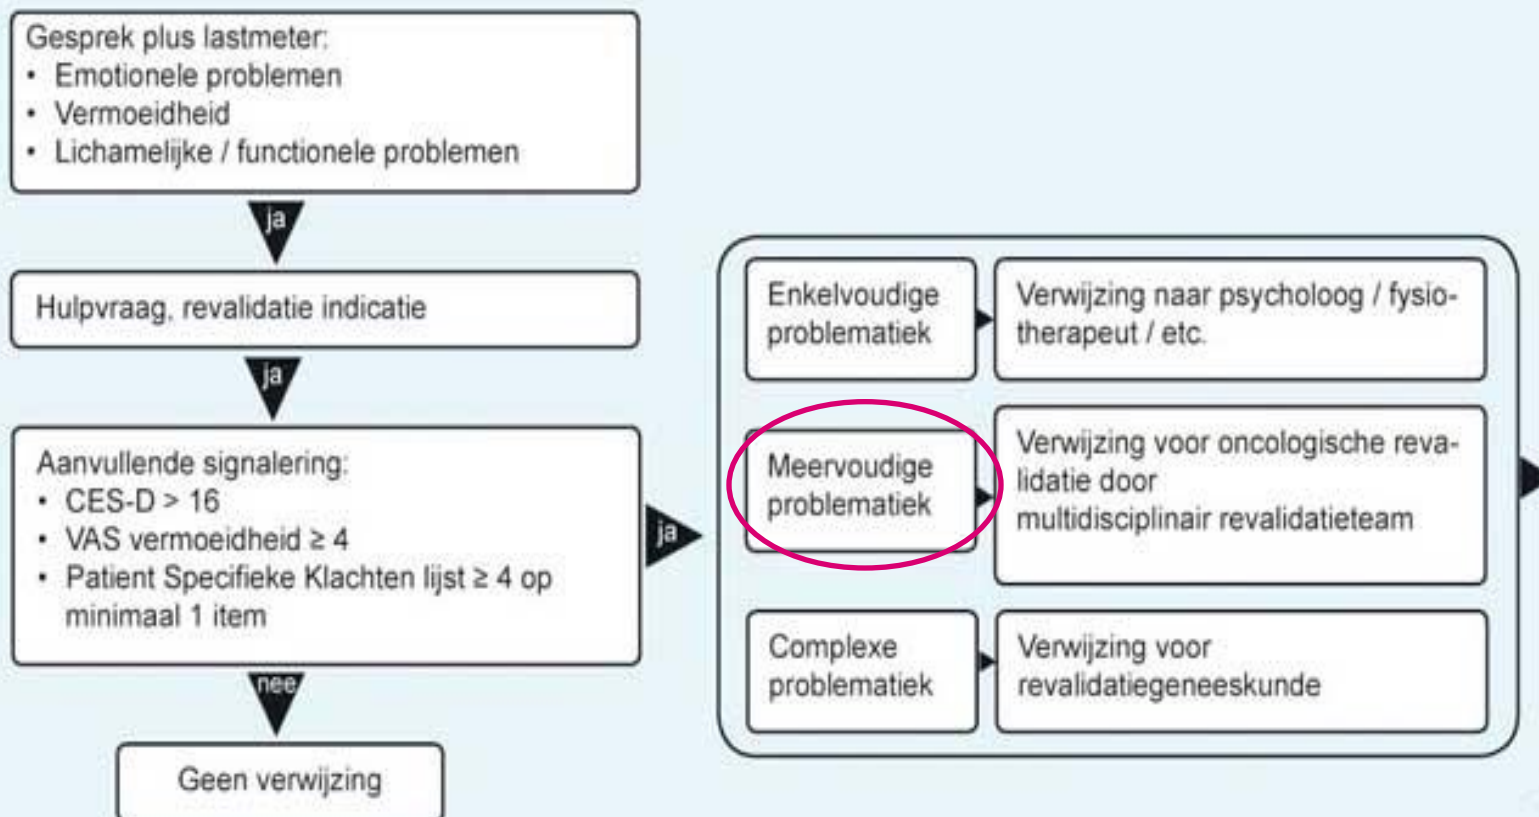 Gesprek plus lastmeter:
• Emotionele problemen
• Vermoeidheid
• Lichamelijke / functionele problemen
ja
Hulpvraag, revalidatie indicatie
ja
Aanvullende signalering:
• CES-D > 16
• VAS vermoeidheid ≥ 4
• Patient Specifieke Klachten lijst ≥ 4 op
minimaal 1 item
nee
Geen verwijzing
ja
Enkelvoudige
problematiek
Verwijzing naar psycholoog / fysio-
therapeut / etc.
Meervoudige
problematiek
Verwijzing voor oncologische reva-
lidatie door
multidisciplinair revalidatieteam
Complexe
problematiek
Verwijzing voor
revalidatiegeneeskunde